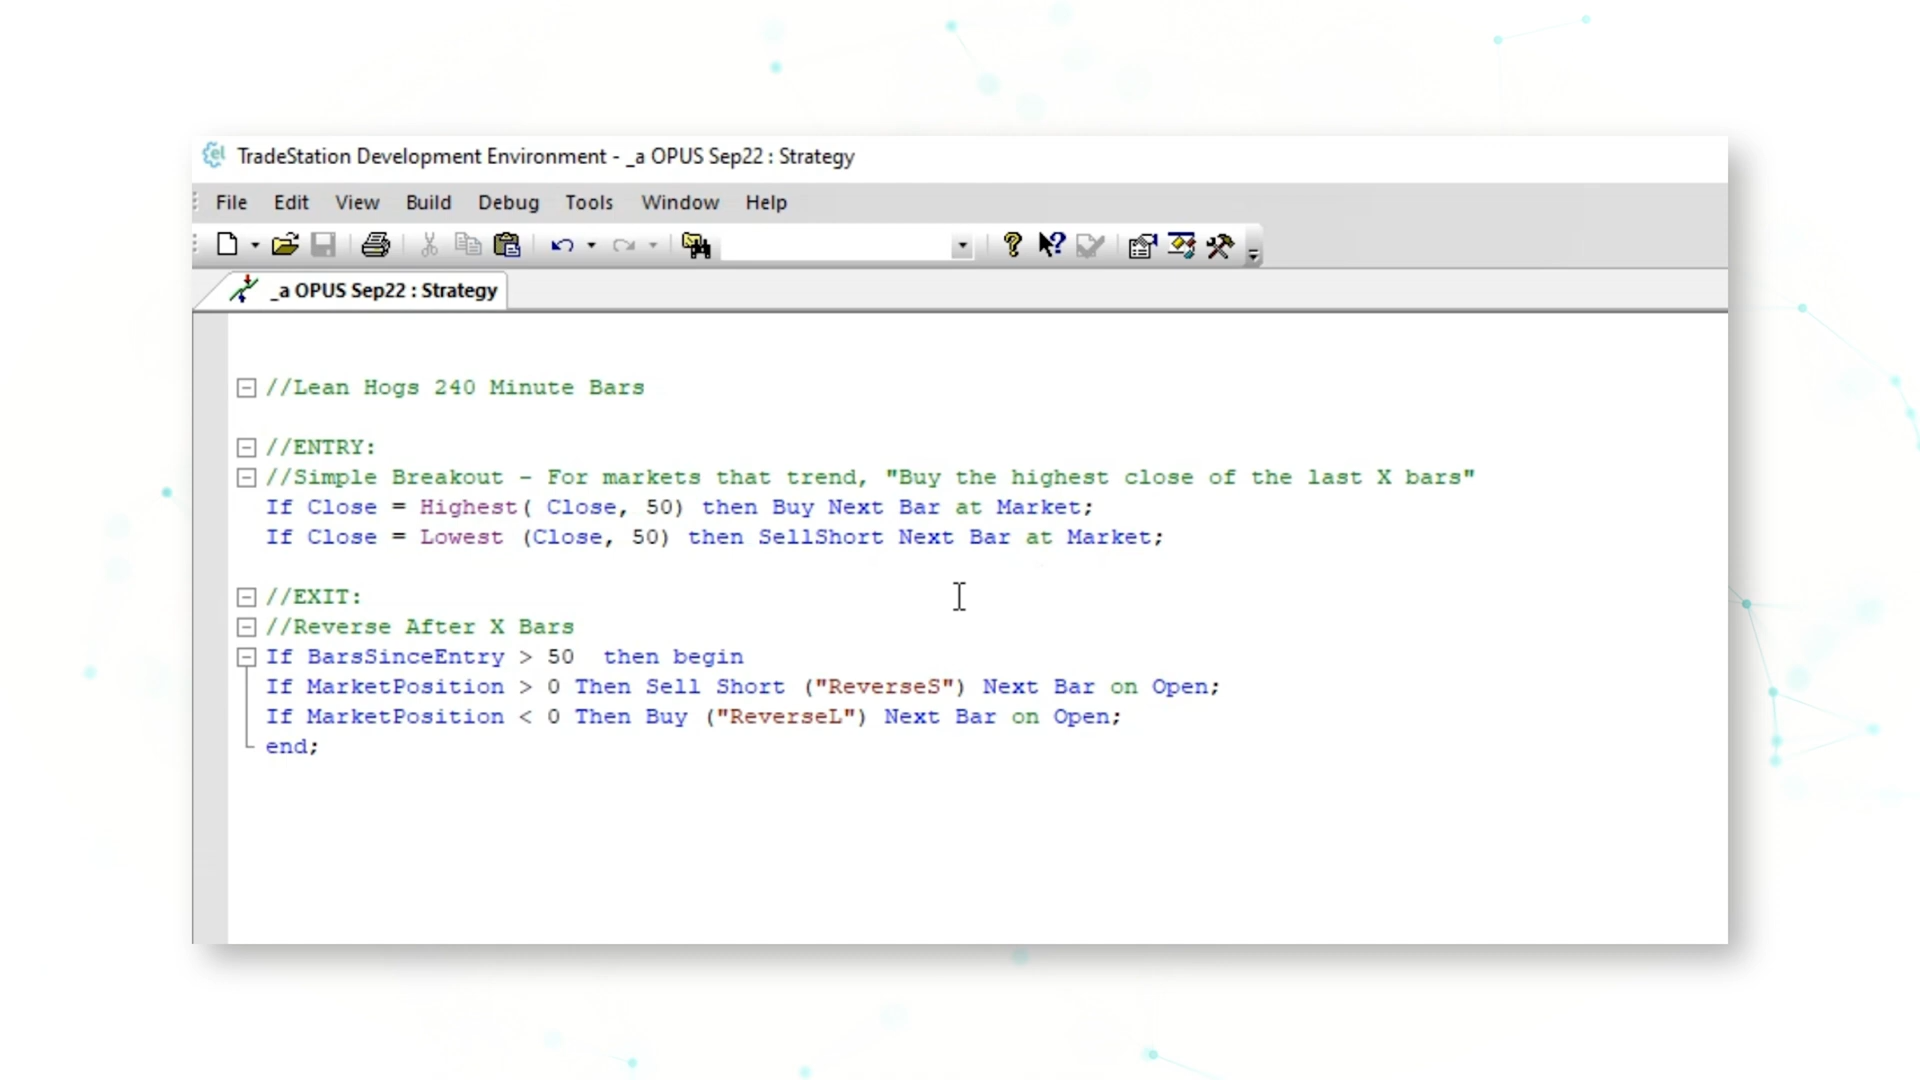 el TradeStation Development Environment - _a OPUS Sep22 : Strategy
File Edit View Build Debug Tools Window Help
_a OPUS Sep22 : Strategy
//Lean Hogs 240 Minute Bars
//ENTRY:
//Simple Breakout - For markets that trend, "Buy the highest close of the last X bars"
If Close = Highest( Close, 50) then Buy Next Bar at Market;
If Close = Lowest (Close, 50) then SellShort Next Bar at Market;
//EXIT:
//Reverse After X Bars
If BarsSinceEntry > 50  then begin
If MarketPosition > 0 Then Sell Short ("ReverseS") Next Bar on Open;
If MarketPosition < 0 Then Buy ("ReverseL") Next Bar on Open;
end;